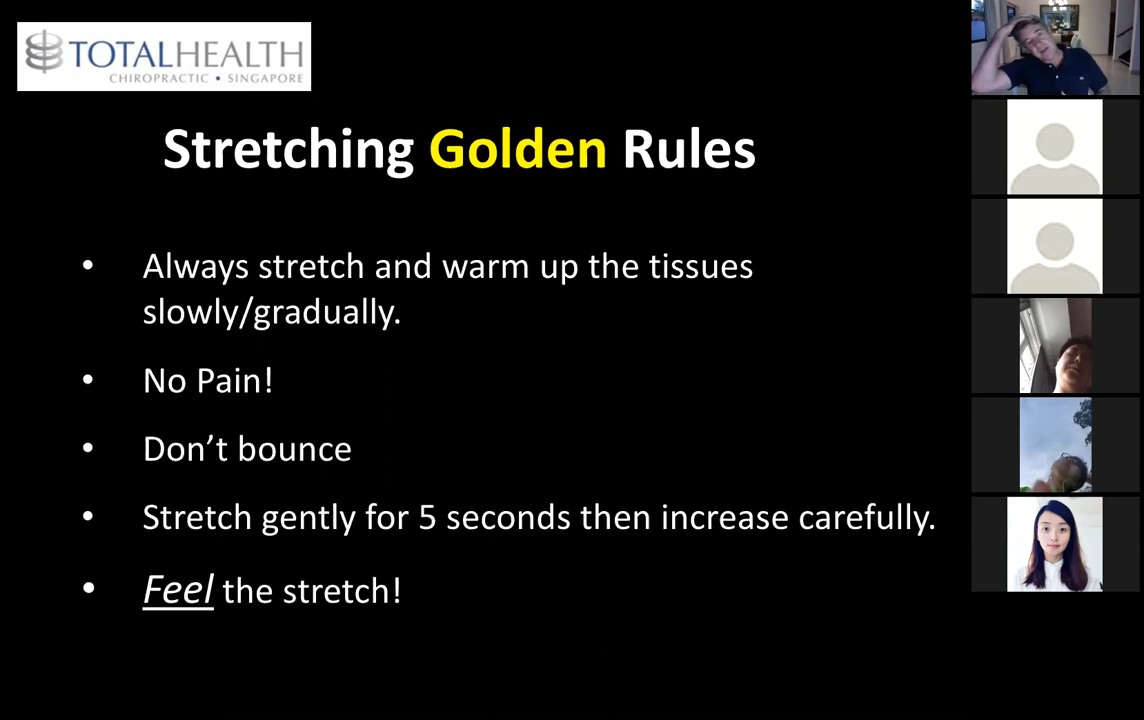 TOTALHEALTH
CHIROPRACTIC • SINGAPORE
Stretching Golden Rules
• Always stretch and warm up the tissues
slowly/gradually.
• No Pain!
• Don’t bounce
• Stretch gently for 5 seconds then increase carefully.
• Feel the stretch!